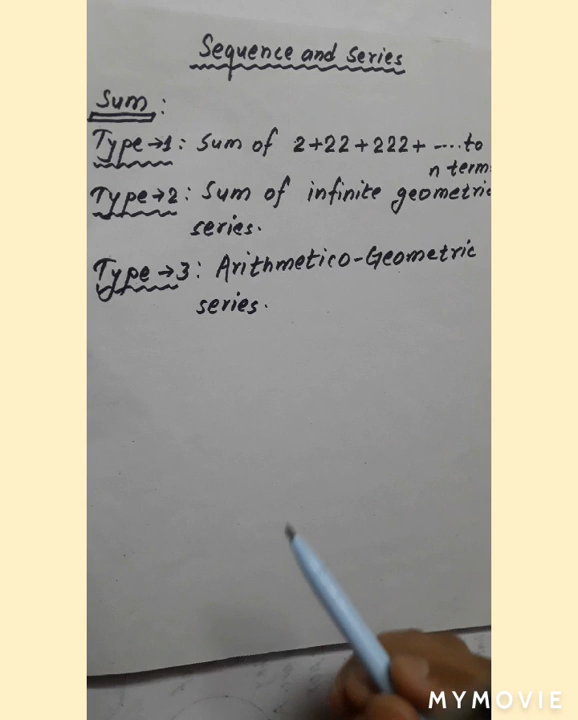 Sequence and Series
Sum :
Type→1 : Sum of 2+22+222+ ....to
n term
Type→2 : Sum of infinite geometric
series.
Type→3 : Arithmetico-Geometric
series.
MYMOVIE